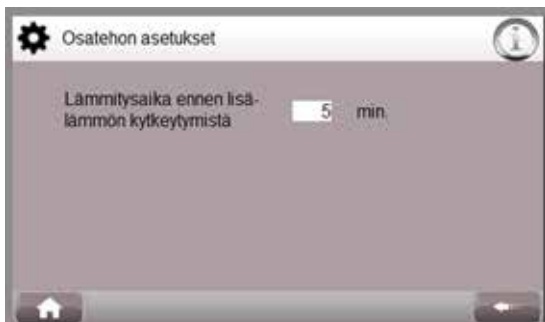 Osatehon asetukset
Lämmitysaika ennen lisä-
lämmön kytkeytymistä 5 min.